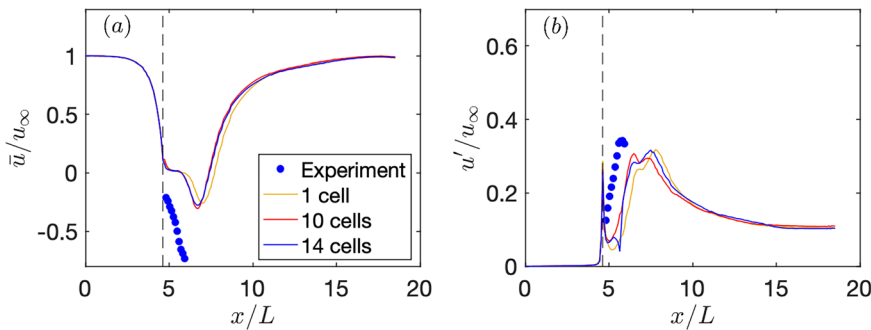 (a)
1
0.5
0
-0.5
ū/u∞
0 5 10 15 20
x/L
Experiment
1 cell
10 cells
14 cells
(b)
0.6
0.4
0.2
0
u′/u∞
0 5 10 15 20
x/L